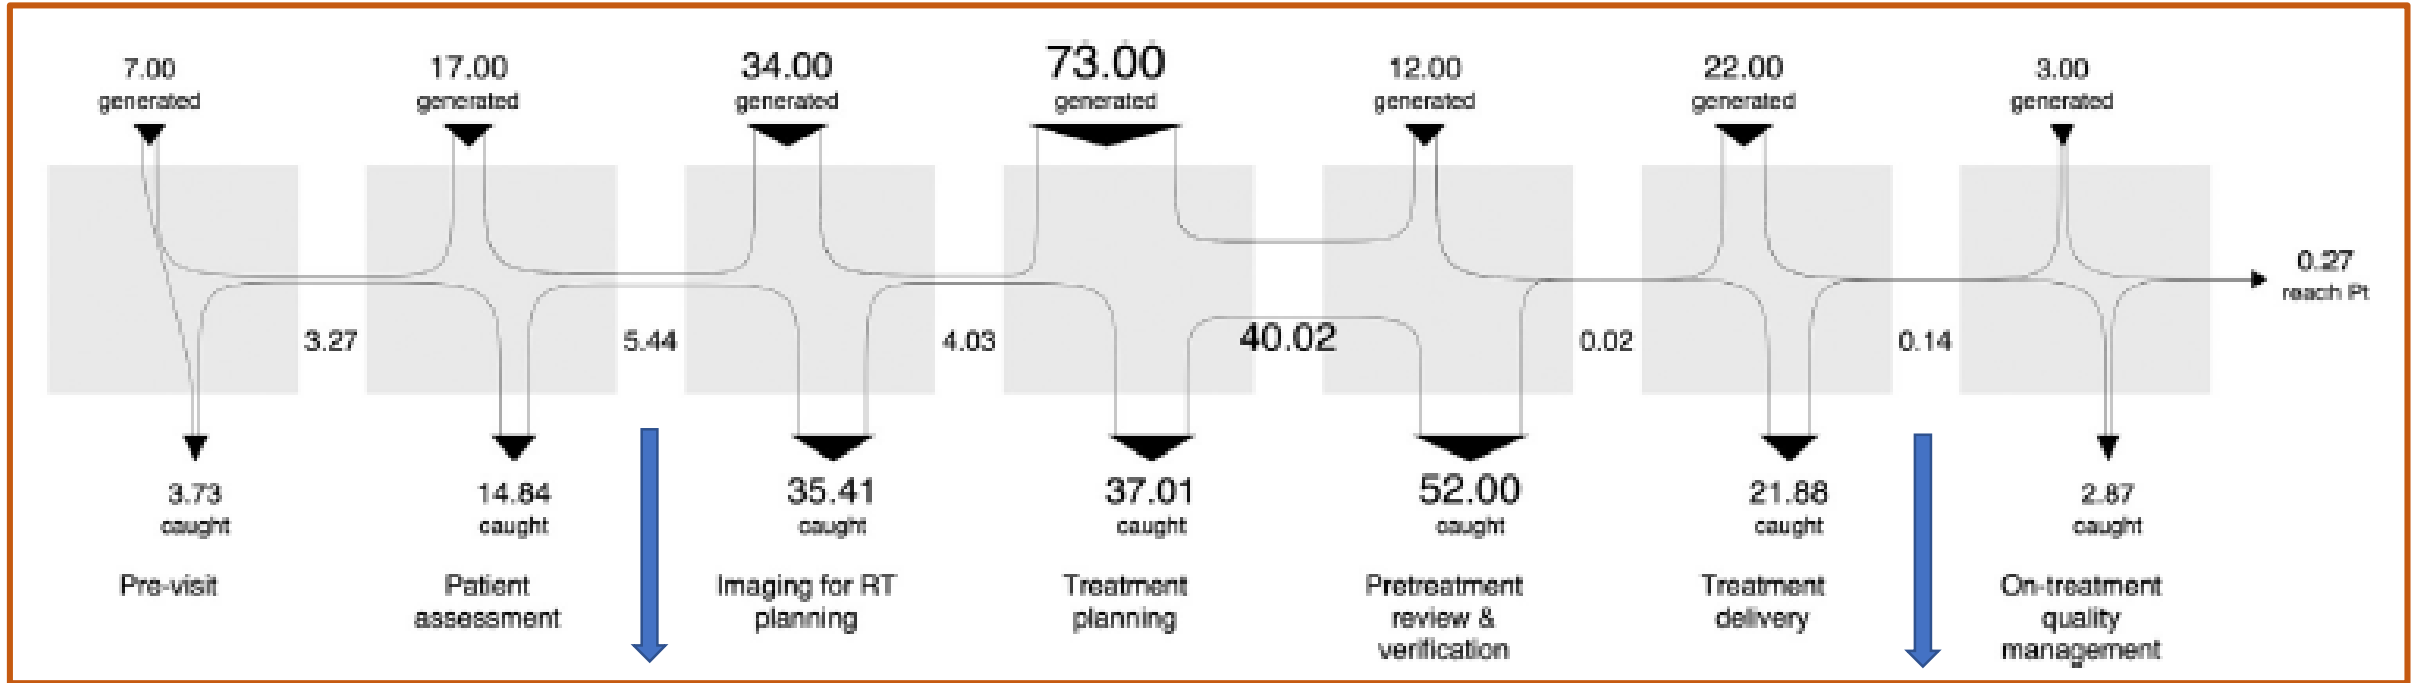 7.00
generated
17.00
generated
34.00
generated
73.00
generated
12.00
generated
22.00
generated
3.00
generated
0.27
reach Pt
3.27
5.44
4.03
40.02
0.02
0.14
3.73
caught
14.84
caught
35.41
caught
37.01
caught
52.00
caught
21.88
caught
2.87
caught
Pre-visit
Patient
assessment
Imaging for RT
planning
Treatment
planning
Pretreatment
review &
verification
Treatment
delivery
On-treatment
quality
management